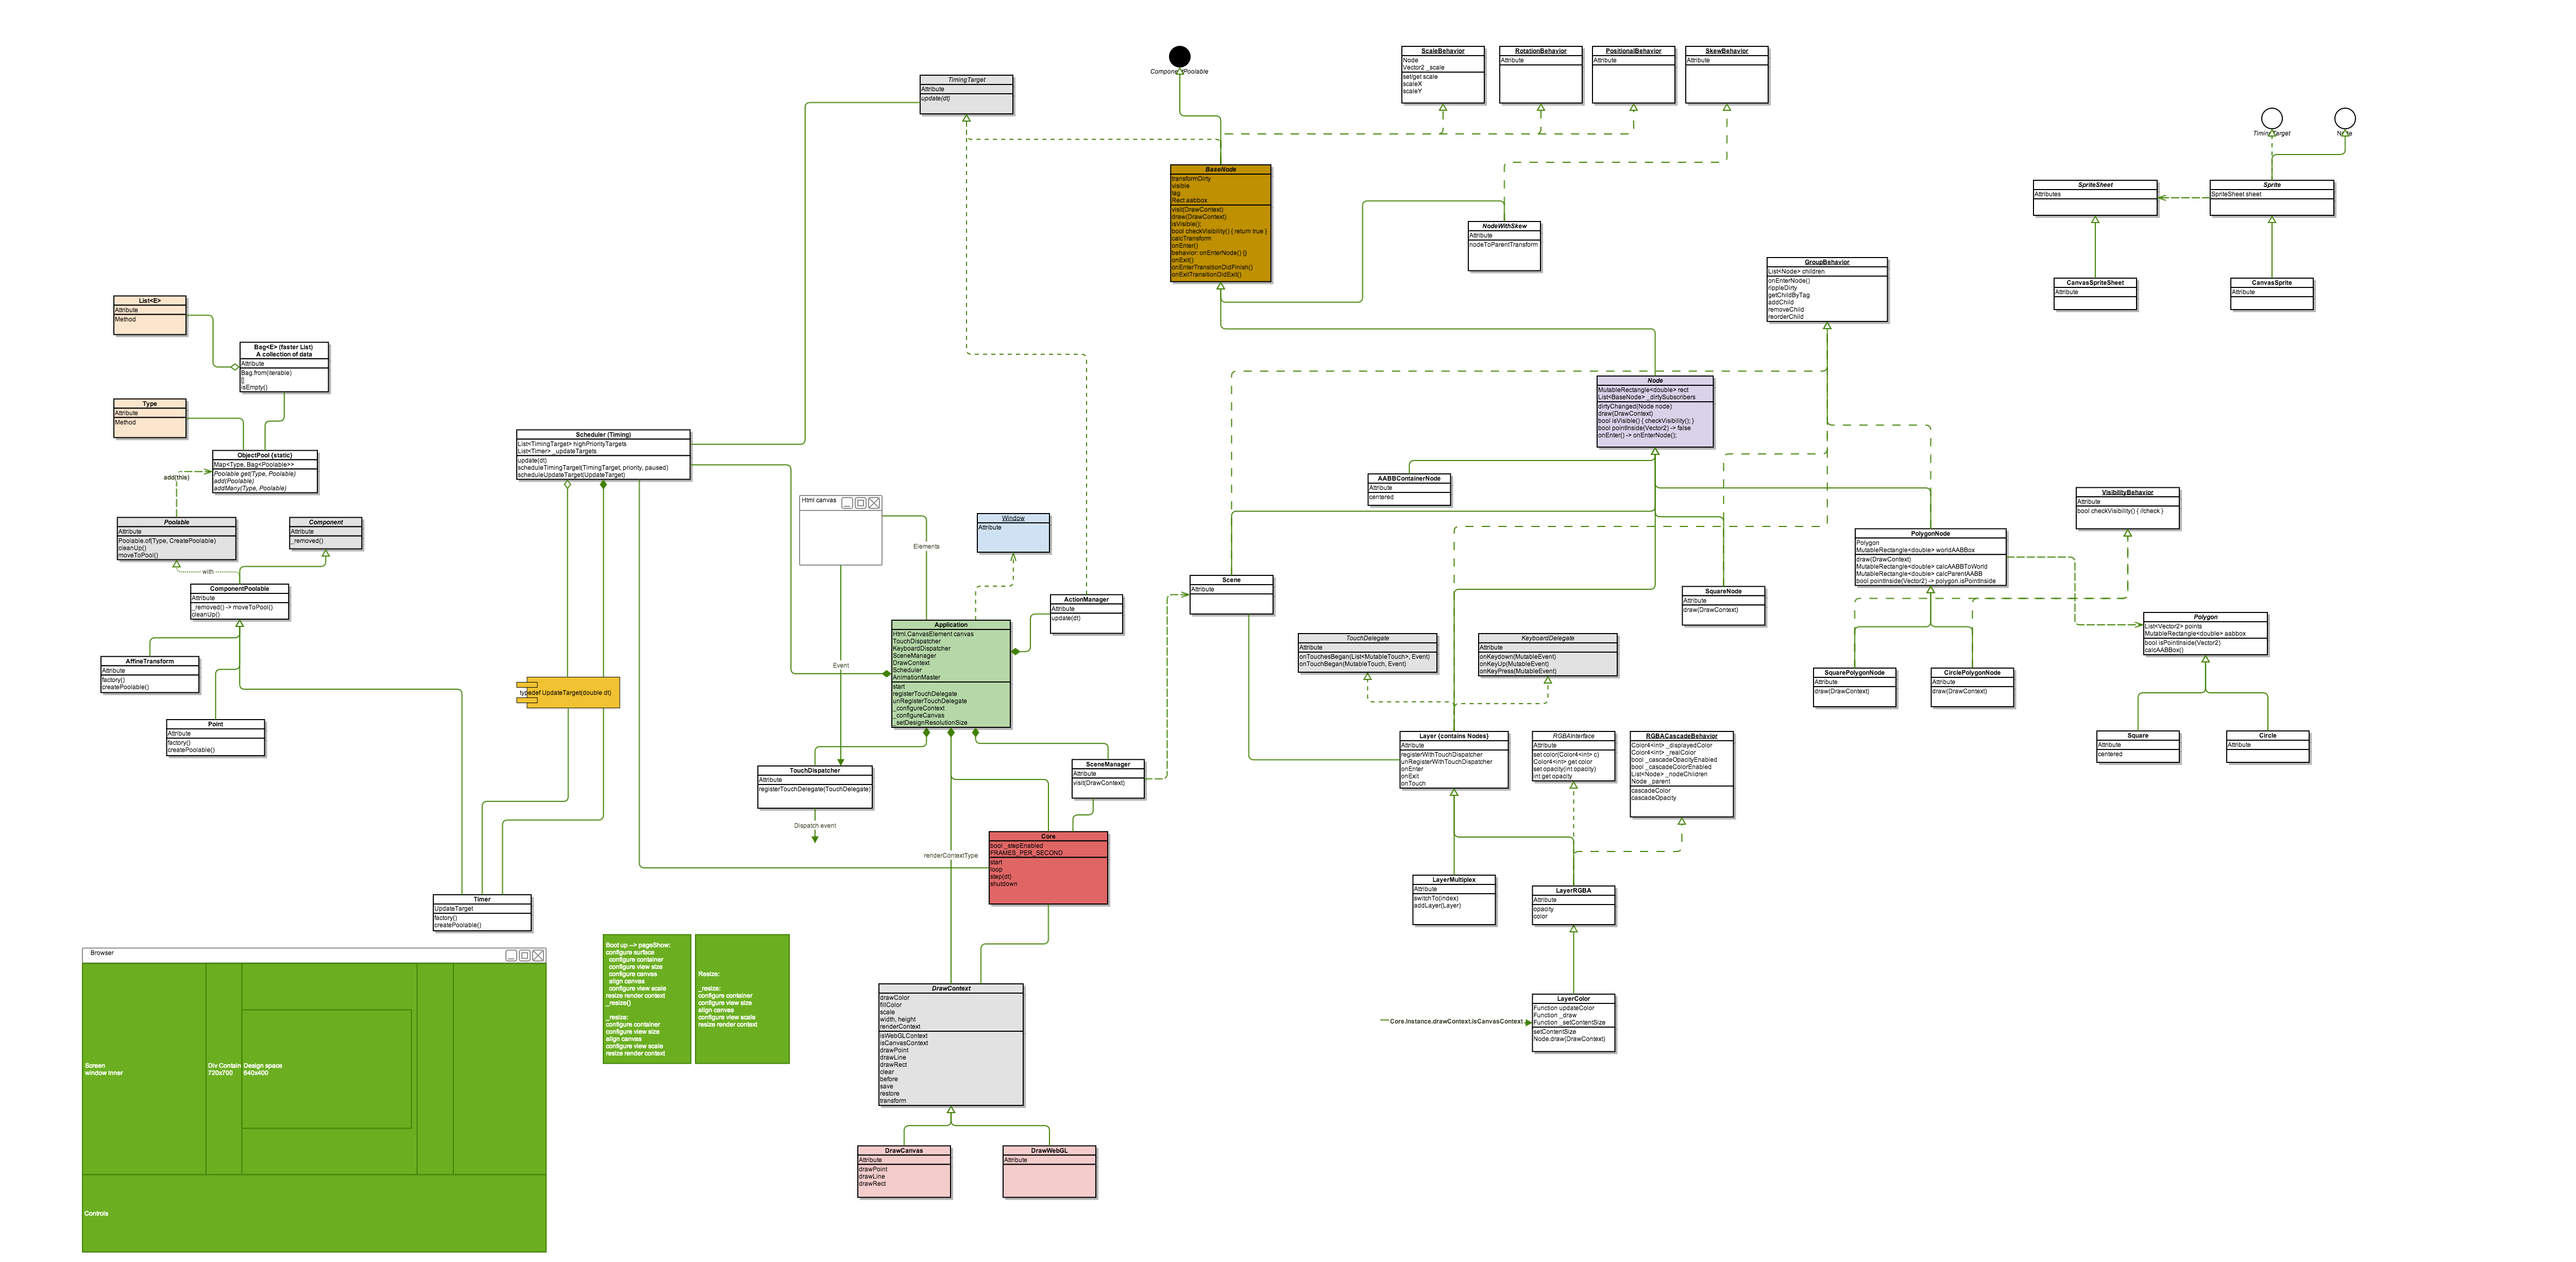 TimingTarget
Attribute
update(dt)
ComponentPoolable
ScaleBehavior
Node
Vector2 _scale
set/get scale
scaleX
scaleY
RotationBehavior
Attribute
PositionalBehavior
Attribute
SkewBehavior
Attribute
TimingTarget
Node
BaseNode
transformDirty
visible
tag
Rect aabbox
visit(DrawContext)
draw(DrawContext)
isVisible();
bool checkVisibility() { return true }
calcTransform
onEnter()
behavior: onEnterNode() {}
onExit()
onEnterTransitionDidFinish()
onExitTransitionDidExit()
NodeWithSkew
Attribute
nodeToParentTransform
SpriteSheet
Attributes
Sprite
SpriteSheet sheet
CanvasSpriteSheet
Attribute
CanvasSprite
Attribute
GroupBehavior
List<Node> children
onEnterNode()
rippleDirty
getChildByTag
addChild
removeChild
reorderChild
List<E>
Attribute
Method
Bag<E> (faster List)
A collection of data
Attribute
Bag.from(iterable)
[]
isEmpty()
Type
Attribute
Method
ObjectPool {static}
Map<Type, Bag<Poolable>>
Poolable get(Type, Poolable)
add(Poolable)
addMany(Type, Poolable)
add(this)
Poolable
Attribute
Poolable.of(Type, CreatePoolable)
cleanUp()
moveToPool()
Component
Attribute
_removed()
with
ComponentPoolable
Attribute
_removed() -> moveToPool()
cleanUp()
AffineTransform
Attribute
factory()
createPoolable()
Point
Attribute
factory()
createPoolable()
Scheduler (Timing)
List<TimingTarget> highPriorityTargets
List<Timer> _updateTargets
update(dt)
scheduleTimingTarget(TimingTarget, priority, paused)
scheduleUpdateTarget(UpdateTarget)
typedef UpdateTarget(double dt)
Timer
UpdateTarget
factory()
createPoolable()
Html canvas
Elements
Event
Window
Attribute
ActionManager
Attribute
update(dt)
Application
Html.CanvasElement canvas
TouchDispatcher
KeyboardDispatcher
SceneManager
DrawContext
Scheduler
AnimationMaster
start
registerTouchDelegate
unRegisterTouchDelegate
_configureContext
_configureCanvas
_setDesignResolutionSize
TouchDispatcher
Attribute
registerTouchDelegate(TouchDelegate)
Dispatch event
SceneManager
Attribute
visit(DrawContext)
Core
bool _stepEnabled
FRAMES_PER_SECOND
start
loop
step(dt)
shutdown
renderContextType
DrawContext
drawColor
fillColor
scale
width, height
renderContext
isWebGLContext
isCanvasContext
drawPoint
drawLine
drawRect
clear
before
save
restore
transform
DrawCanvas
Attribute
drawPoint
drawLine
drawRect
DrawWebGL
Attribute
Node
MutableRectangle<double> rect
List<BaseNode> _dirtySubscribers
dirtyChanged(Node node)
draw(DrawContext)
bool isVisible() { checkVisibility(); }
bool pointInside(Vector2) -> false
onEnter() -> onEnterNode();
AABBContainerNode
Attribute
centered
Scene
Attribute
SquareNode
Attribute
draw(DrawContext)
VisibilityBehavior
Attribute
bool checkVisibility() { //check }
PolygonNode
Polygon
MutableRectangle<double> worldAABBox
draw(DrawContext)
MutableRectangle<double> calcAABBToWorld
MutableRectangle<double> calcParentAABB
bool pointInside(Vector2) -> polygon.isPointInside
SquarePolygonNode
Attribute
draw(DrawContext)
CirclePolygonNode
Attribute
draw(DrawContext)
Polygon
List<Vector2> points
MutableRectangle<double> aabbox
bool isPointInside(Vector2)
calcAABBox()
Square
Attribute
centered
Circle
Attribute
TouchDelegate
Attribute
onTouchesBegan(List<MutableTouch>, Event)
onTouchBegan(MutableTouch, Event)
KeyboardDelegate
Attribute
onKeydown(MutableEvent)
onKeyUp(MutableEvent)
onKeyPress(MutableEvent)
Layer {contains Nodes}
Attribute
registerWithTouchDispatcher
unRegisterWithTouchDispatcher
onEnter
onExit
onTouch
RGBAInterface
Attribute
set color(Color4<int> c)
Color4<int> get color
set opacity(int opacity)
int get opacity
RGBACascadeBehavior
Color4<int> _displayedColor
Color4<int> _realColor
bool _cascadeOpacityEnabled
bool _cascadeColorEnabled
List<Node> _nodeChildren
Node _parent
cascadeColor
cascadeOpacity
LayerMultiplex
Attribute
switchTo(index)
addLayer(Layer)
LayerRGBA
Attribute
opacity
color
LayerColor
Function updateColor
Function _draw
Function _setContentSize
setContentSize
Node.draw(DrawContext)
Core.Instance.drawContext.isCanvasContext
Browser
Screen
window inner
Div Contain
720x700
Design space
640x400
Controls
Boot up --> pageShow:
configure surface
configure container
configure view size
configure canvas
align canvas
configure view scale
resize render context
_resize()
_resize:
configure container
configure view size
align canvas
configure view scale
resize render context
Resize:
_resize:
configure container
configure view size
align canvas
configure view scale
resize render context